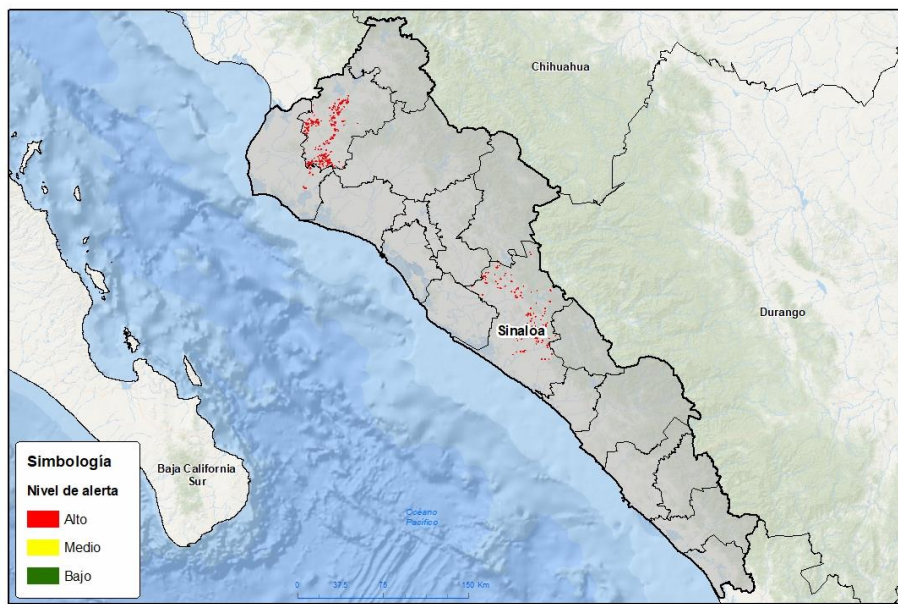 Chihuahua
Durango
Sinaloa
Simbología
Nivel de alerta
Alto
Medio
Bajo
Baja California
Sur
Océano
Pacífico
0 37.5 75 150 Km